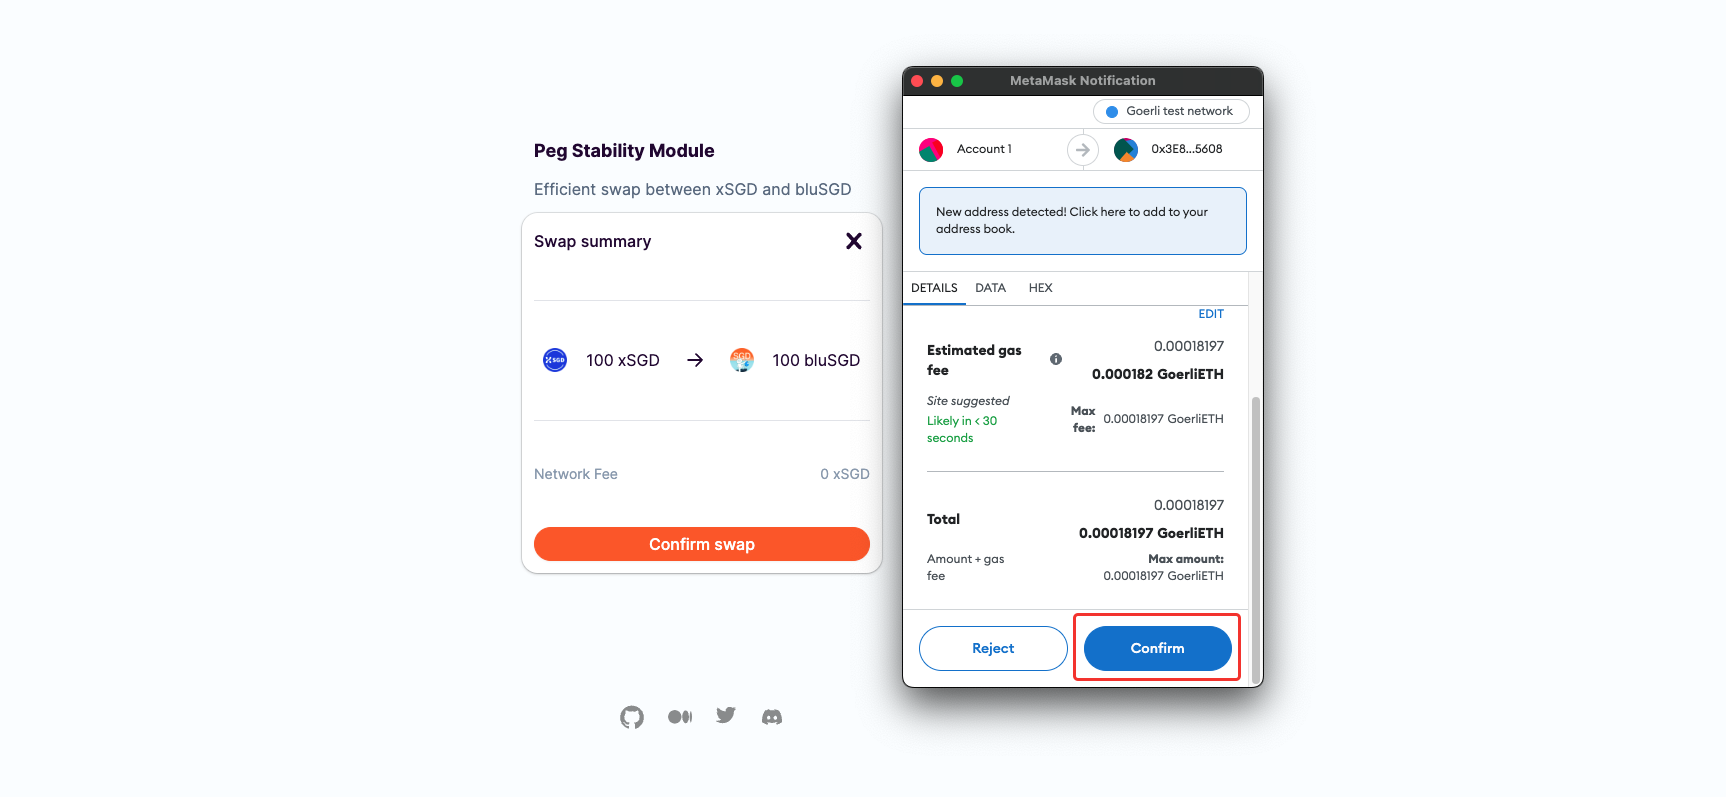 Peg Stability Module
Efficient swap between xSGD and bluSGD
Swap summary
XSGD
100 xSGD
SGD
100 bluSGD
Network Fee
0 xSGD
Confirm swap
MetaMask Notification
Goerli test network
Account 1
0x3E8...5608
New address detected! Click here to add to your
address book.
DETAILS
DATA
HEX
EDIT
Estimated gas
fee
0.00018197
0.000182 GoerliETH
Site suggested
Likely in < 30
seconds
Max
fee:
0.00018197 GoerliETH
Total
0.00018197
0.00018197 GoerliETH
Amount + gas
fee
Max amount:
0.00018197 GoerliETH
Reject
Confirm